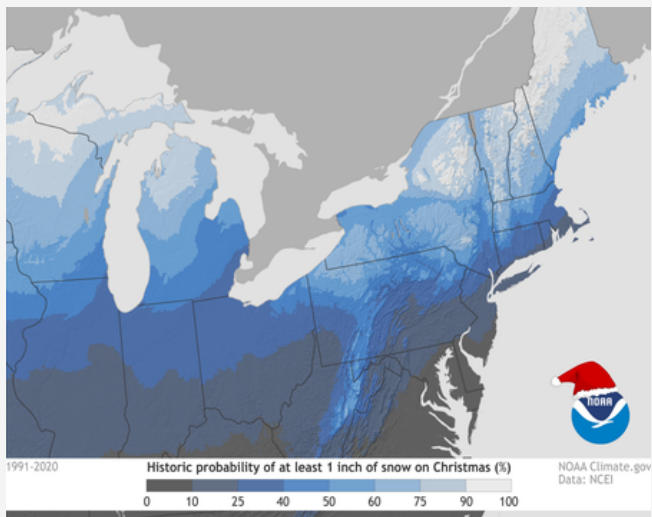 NOAA
1991-2020
Historic probability of at least 1 inch of snow on Christmas (%)
0 10 25 40 50 60 75 90 100
NOAA Climate.gov
Data: NCEI